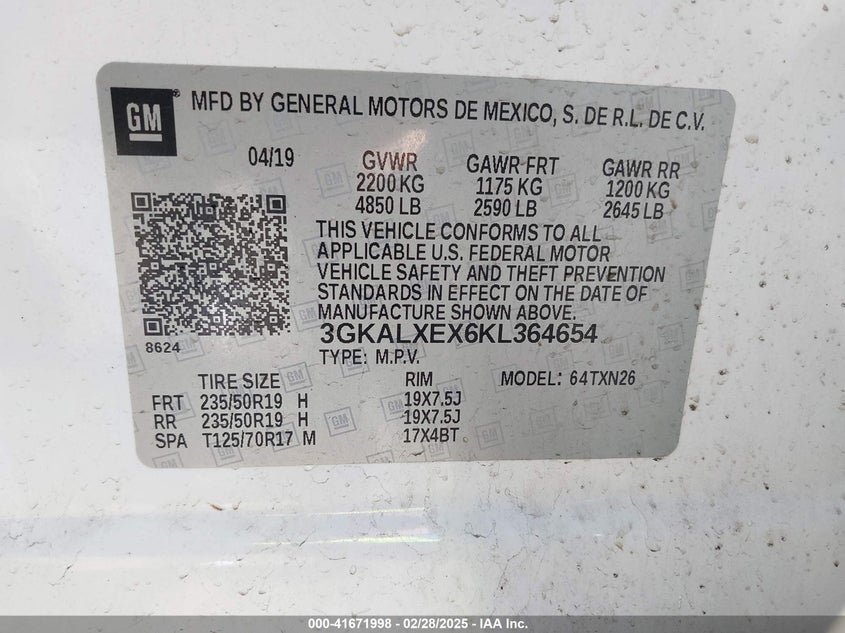 GM ® MFD BY GENERAL MOTORS DE MEXICO, S. DE R.L. DE C.V.
04/19 GVWR GAWR FRT GAWR RR
2200 KG 1175 KG 1200 KG
4850 LB 2590 LB 2645 LB
THIS VEHICLE CONFORMS TO ALL
APPLICABLE U.S. FEDERAL MOTOR
VEHICLE SAFETY AND THEFT PREVENTION
STANDARDS IN EFFECT ON THE DATE OF
MANUFACTURE SHOWN ABOVE.
8624 3GKALXEX6KL364654
TYPE: M.P.V.
TIRE SIZE RIM MODEL: 64TXN26
FRT 235/50R19 H 19X7.5J
RR 235/50R19 H 19X7.5J
SPA T125/70R17 M 17X4BT
000-41671998 | 02/28/2025 — IAA Inc.